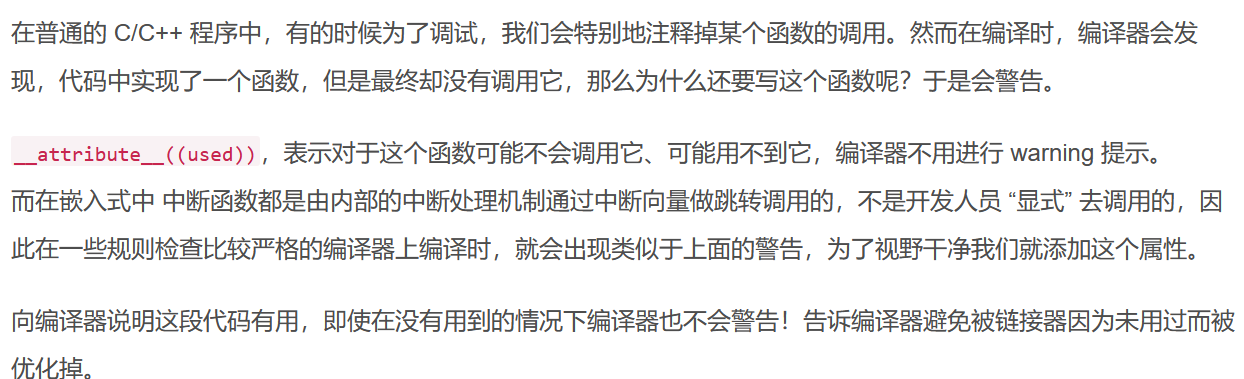 在普通的 C/C++ 程序中，有的时候为了调试，我们会特别地注释掉某个函数的调用。然而在编译时，编译器会发
现，代码中实现了一个函数，但是最终却没有调用它，那么为什么还要写这个函数呢？于是会警告。
__attribute__((used))，表示对于这个函数可能不会调用它、可能用不到它，编译器不用进行 warning 提示。
而在嵌入式中 中断函数都是由内部的中断处理机制通过中断向量做跳转调用的，不是开发人员 “显式” 去调用的，因
此在一些规则检查比较严格的编译器上编译时，就会出现类似于上面的警告，为了视野干净我们就添加这个属性。
向编译器说明这段代码有用，即使在没有用到的情况下编译器也不会警告！告诉编译器避免被链接器因为未用过而被
优化掉。